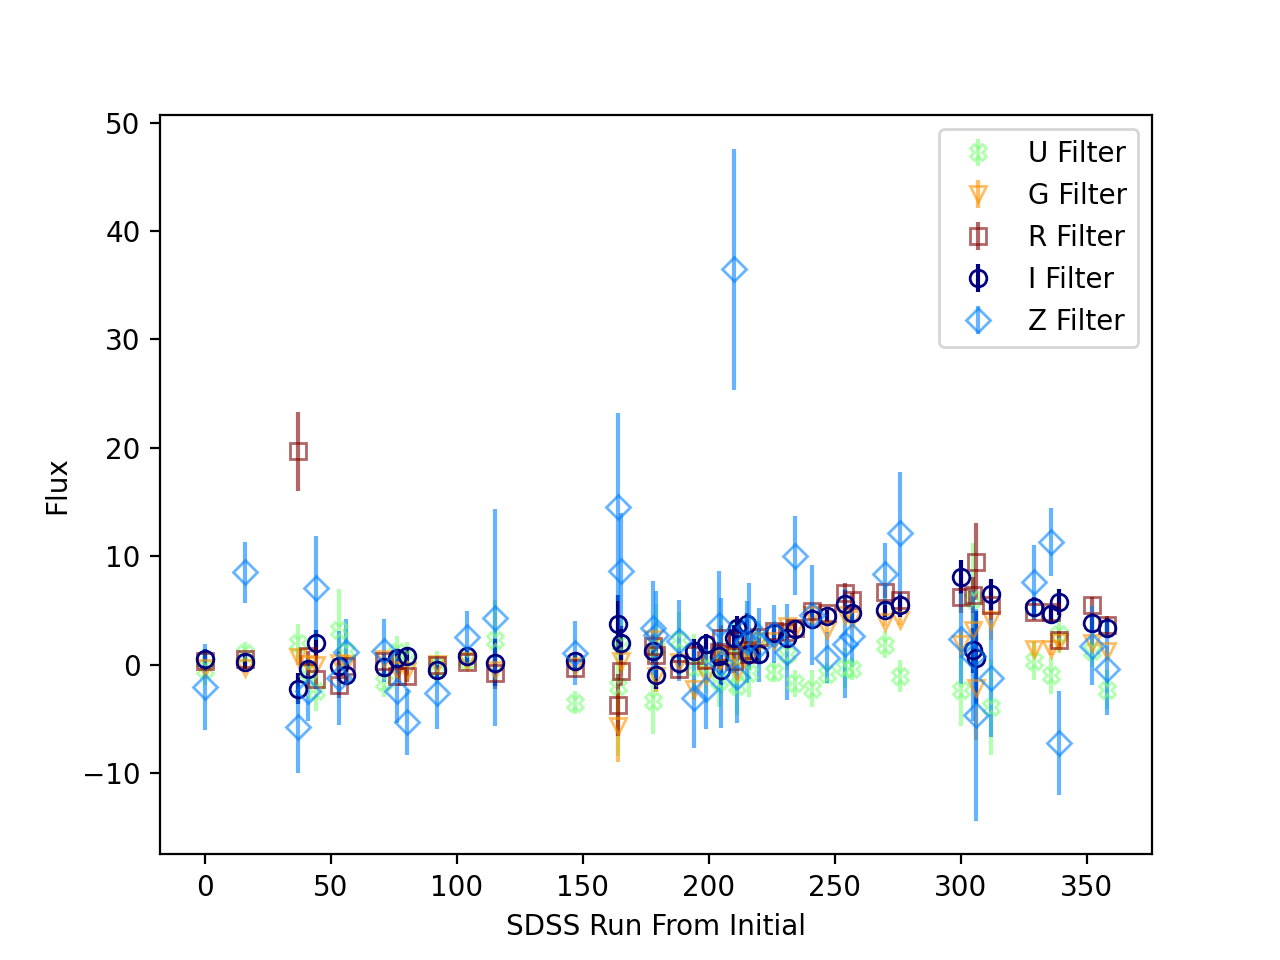 50
40
30
20
10
0
−10
Flux
U Filter
G Filter
R Filter
I Filter
Z Filter
0 50 100 150 200 250 300 350
SDSS Run From Initial